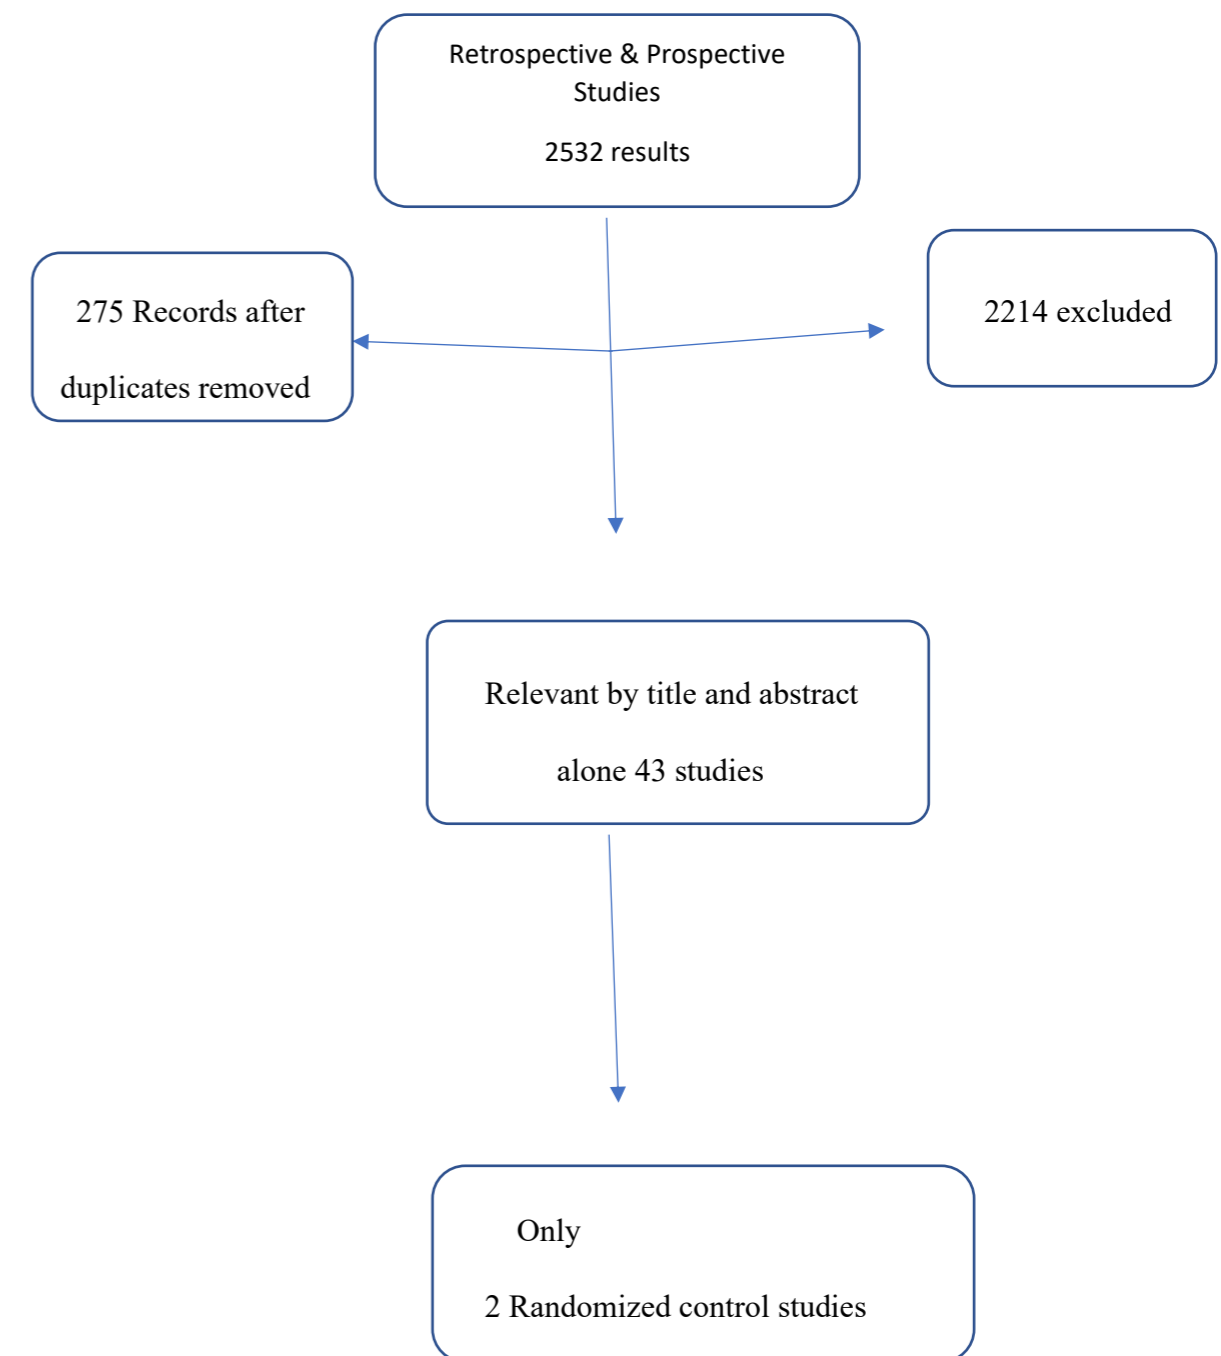 Retrospective & Prospective
Studies
2532 results
275 Records after
duplicates removed
2214 excluded
Relevant by title and abstract
alone 43 studies
Only
2 Randomized control studies